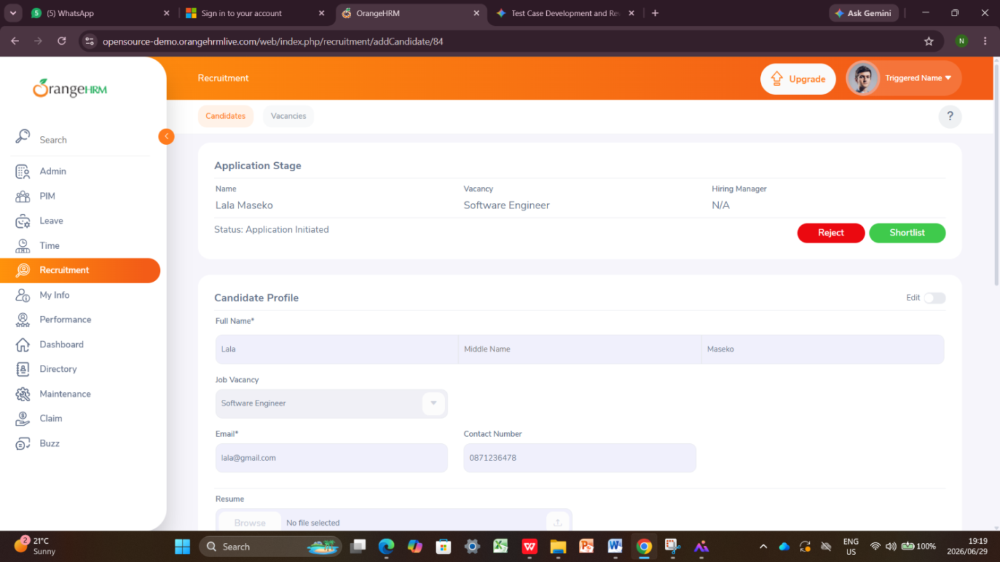 (5) WhatsApp
Sign in to your account
OrangeHRM
Test Case Development and Re
Ask Gemini
opensource-demo.orangehrmlive.com/web/index.php/recruitment/addCandidate/84
N
OrangeHRM
Recruitment
Upgrade
Triggered Name
Candidates Vacancies
?
Search
Admin
PIM
Leave
Time
Recruitment
My Info
Performance
Dashboard
Directory
Maintenance
Claim
Buzz
Application Stage
Name Vacancy Hiring Manager
Lala Maseko Software Engineer N/A
Status: Application Initiated
Reject Shortlist
Candidate Profile
Edit
Full Name*
Lala Middle Name Maseko
Job Vacancy
Software Engineer
Email* Contact Number
lala@gmail.com 0871236478
Resume
Browse No file selected
2
21°C
Sunny
Search
ENG
US
100%
19:19
2026/06/29